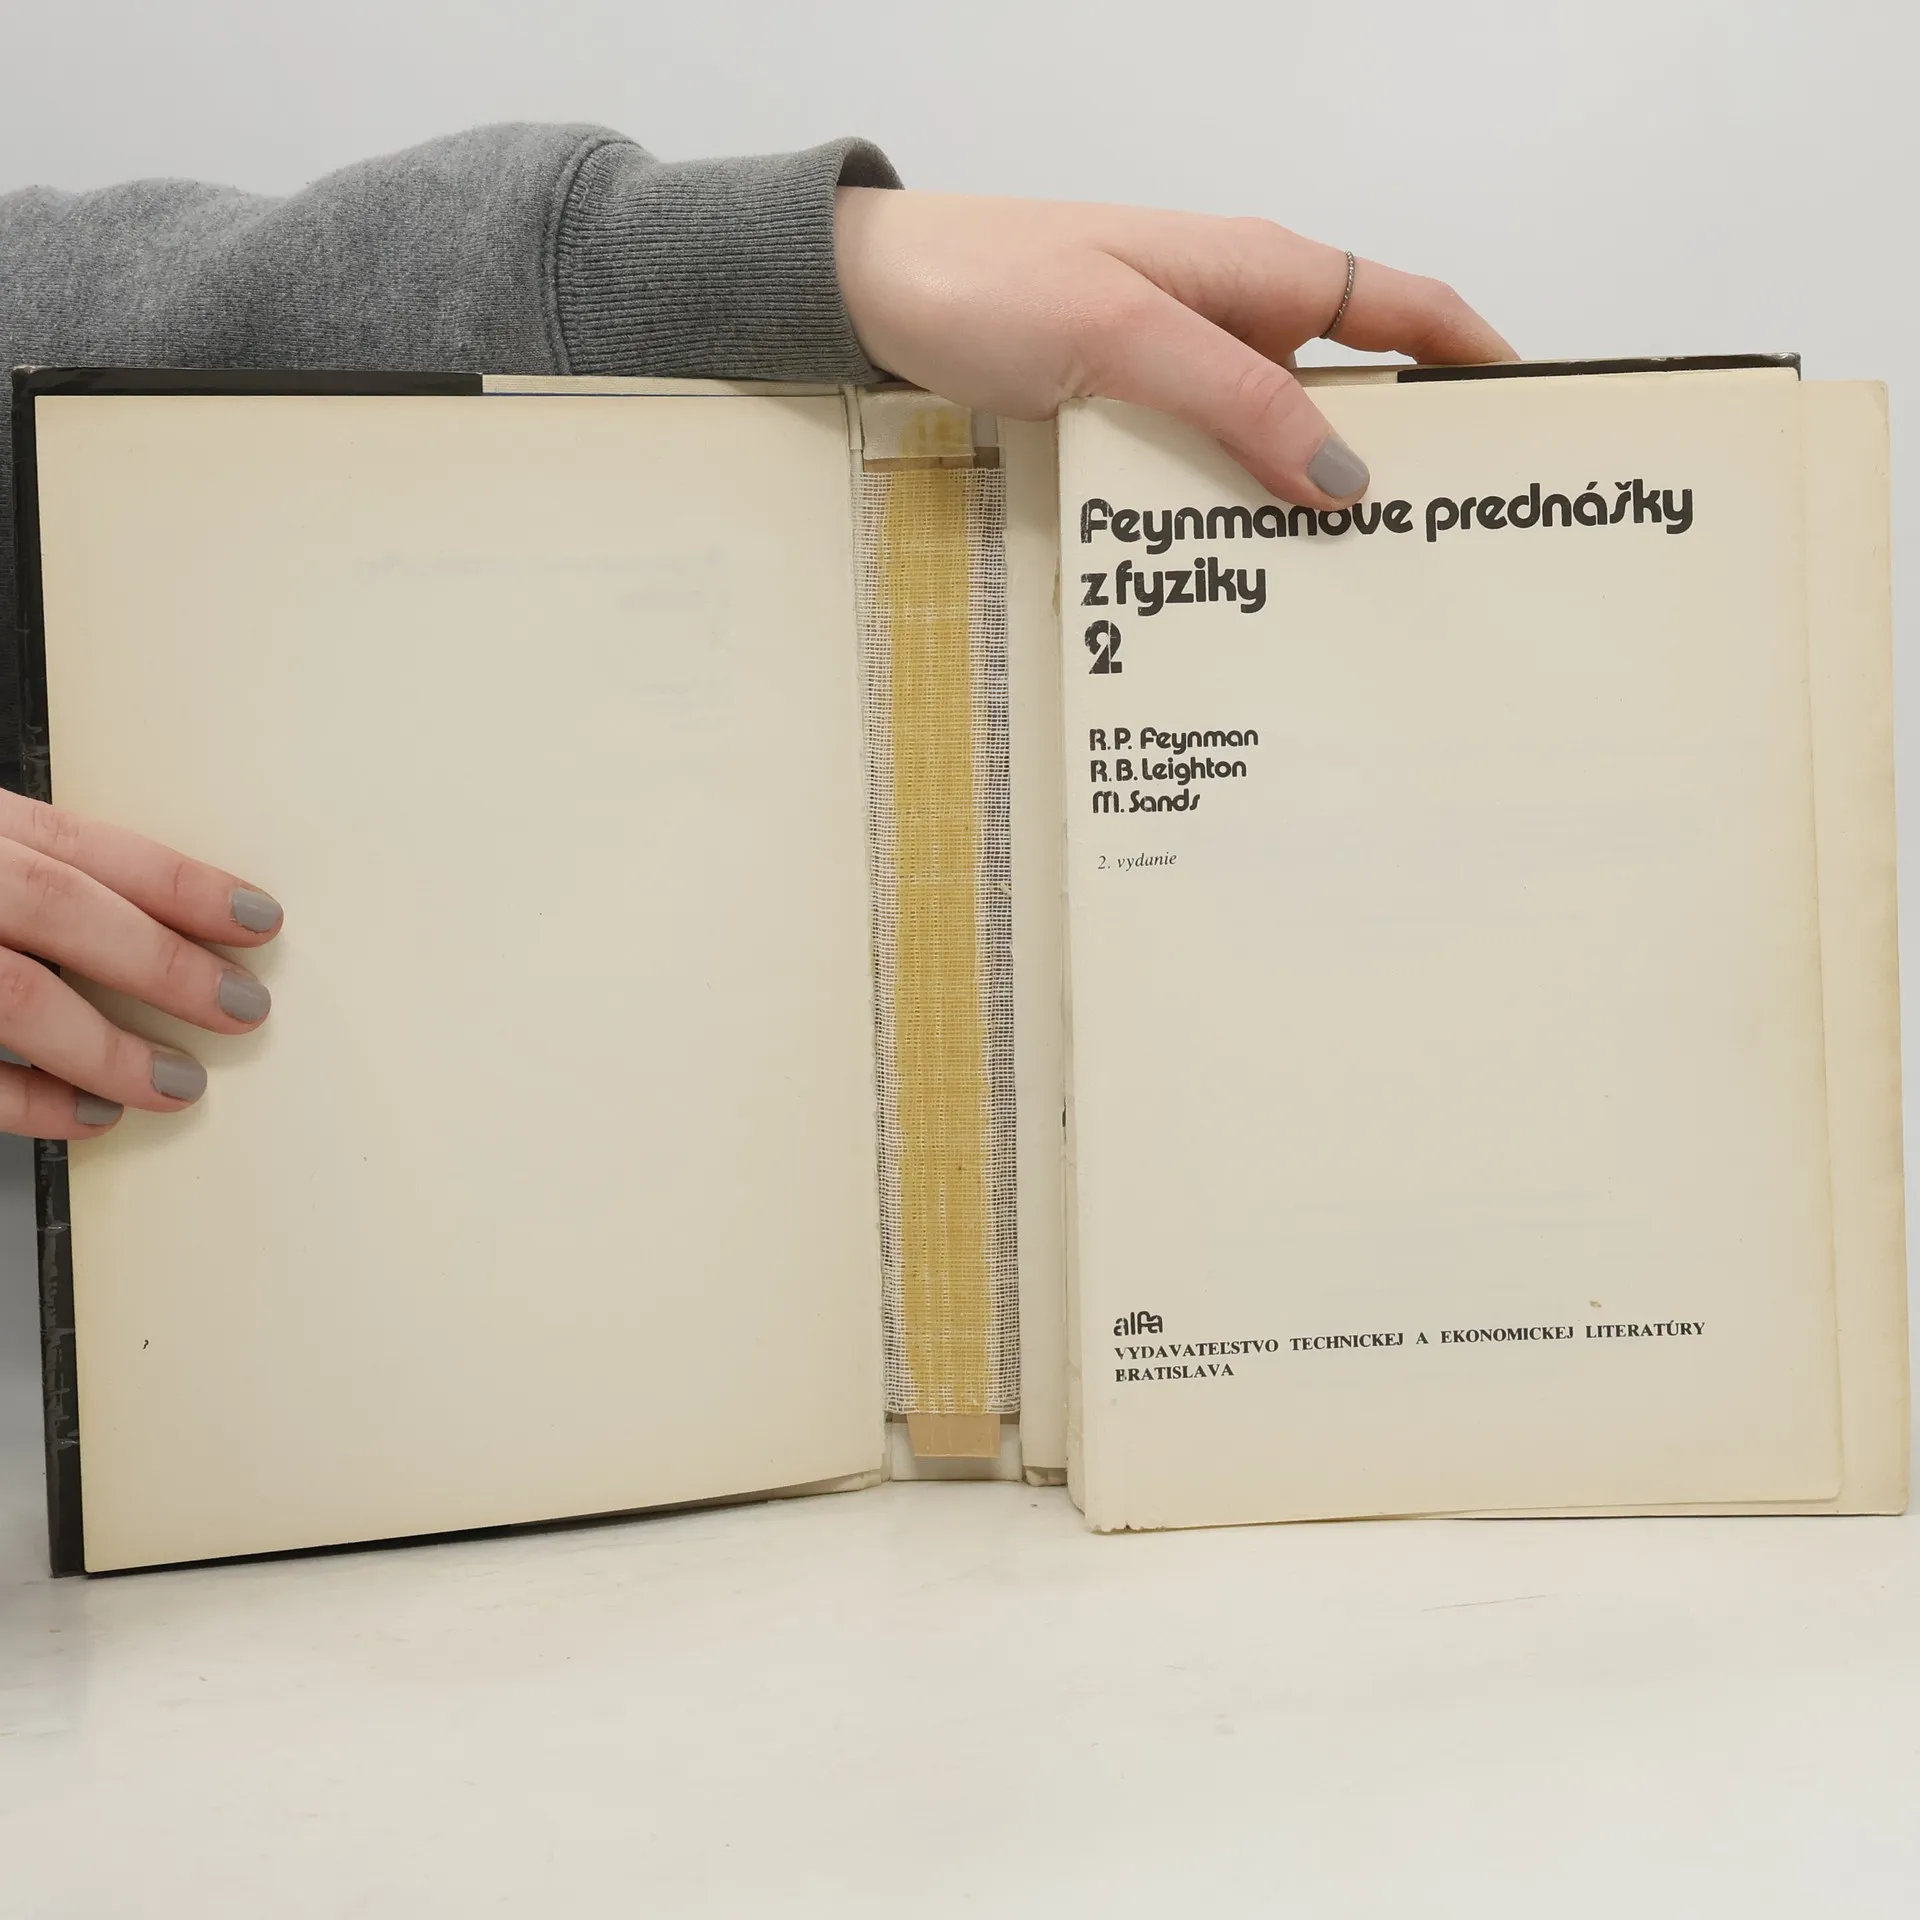 Feynmanove prednášky
z fyziky
2
R. P. Feynman
R. B. Leighton
M. Sands
2. vydanie
alfa
VYDAVATEĽSTVO TECHNICKEJ A EKONOMICKEJ LITERATÚRY
BRATISLAVA